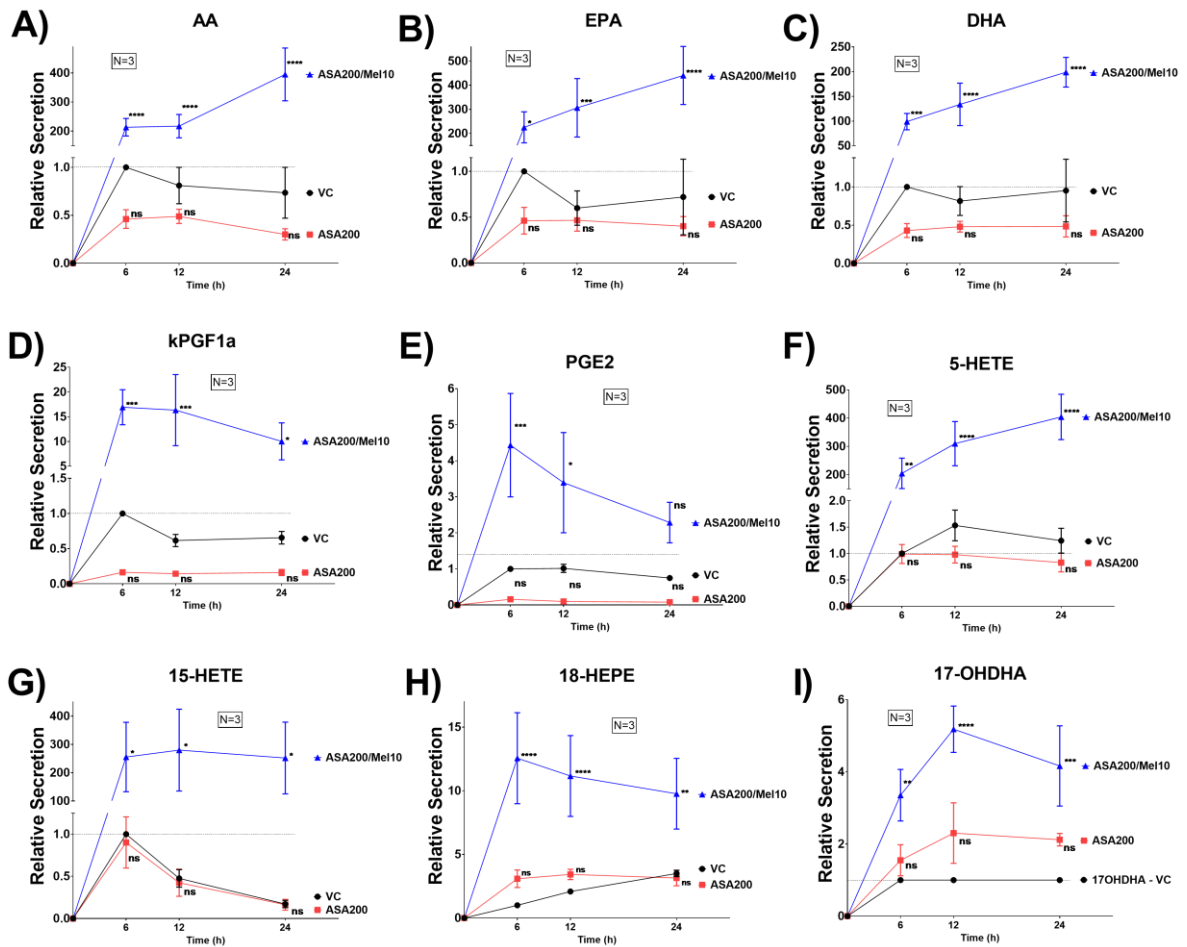 A)
AA
Relative Secretion
400
300
200
1.0
0.5
0.0
N=3
****
****
****
ns
ns
ns
ASA200/Mel10
VC
ASA200
6
12
24
Time (h)
B)
EPA
Relative Secretion
500
400
300
200
1.0
0.5
0.0
N=3
*
***
****
ns
ns
ns
ASA200/Mel10
VC
ASA200
6
12
24
Time (h)
C)
DHA
Relative Secretion
250
200
150
100
50
1.0
0.5
0.0
N=3
***
****
****
ns
ns
ns
ASA200/Mel10
VC
ASA200
6
12
24
Time (h)
D)
kPGF1a
Relative Secretion
25
20
15
10
5
1.5
1.0
0.5
0.0
N=3
***
***
*
ns
ns
ns
ASA200/Mel10
VC
ASA200
6
12
24
Time (h)
E)
PGE2
Relative Secretion
6
5
4
3
2
1
0
N=3
***
*
ns
ns
ns
ns
ASA200/Mel10
VC
ASA200
6
12
24
Time (h)
F)
5-HETE
Relative Secretion
500
400
300
200
2.0
1.5
1.0
0.5
0.0
N=3
**
****
****
ns
ns
ns
ASA200/Mel10
VC
ASA200
6
12
24
Time (h)
G)
15-HETE
Relative Secretion
400
300
200
100
1.0
0.5
0.0
N=3
*
*
*
ns
ns
ns
ASA200/Mel10
VC
ASA200
6
12
24
Time (h)
H)
18-HEPE
Relative Secretion
15
10
5
0
N=3
****
****
**
ns
ns
ns
ASA200/Mel10
VC
ASA200
6
12
24
Time (h)
I)
17-OHDHA
Relative Secretion
6
4
2
0
N=3
**
****
***
ns
ns
ns
ASA200/Mel10
ASA200
17OHDHA - VC
6
12
24
Time (h)